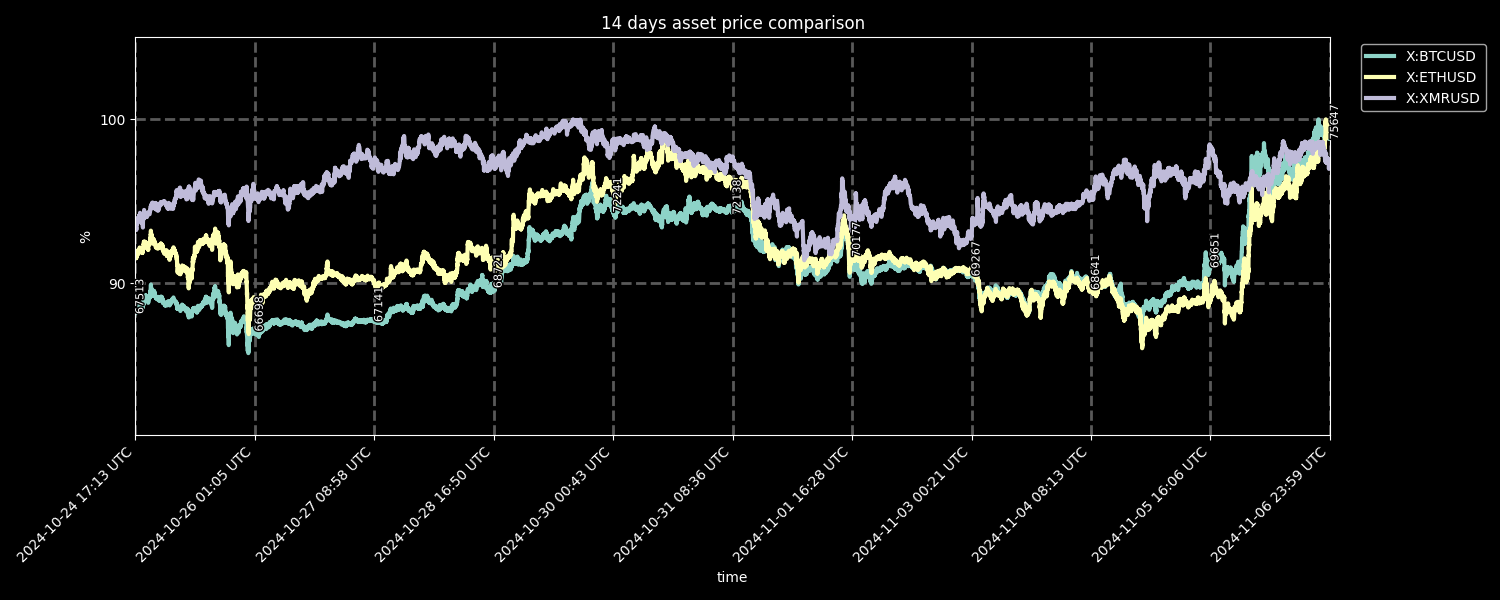 14 days asset price comparison
X:BTCUSD
X:ETHUSD
X:XMRUSD
100
90
%
67513
66698
67141
68721
72241
72138
70177
69267
68641
69651
75647
2024-10-24 17:13 UTC
2024-10-26 01:05 UTC
2024-10-27 08:58 UTC
2024-10-28 16:50 UTC
2024-10-30 00:43 UTC
2024-10-31 08:36 UTC
2024-11-01 16:28 UTC
2024-11-03 00:21 UTC
2024-11-04 08:13 UTC
2024-11-05 16:06 UTC
2024-11-06 23:59 UTC
time